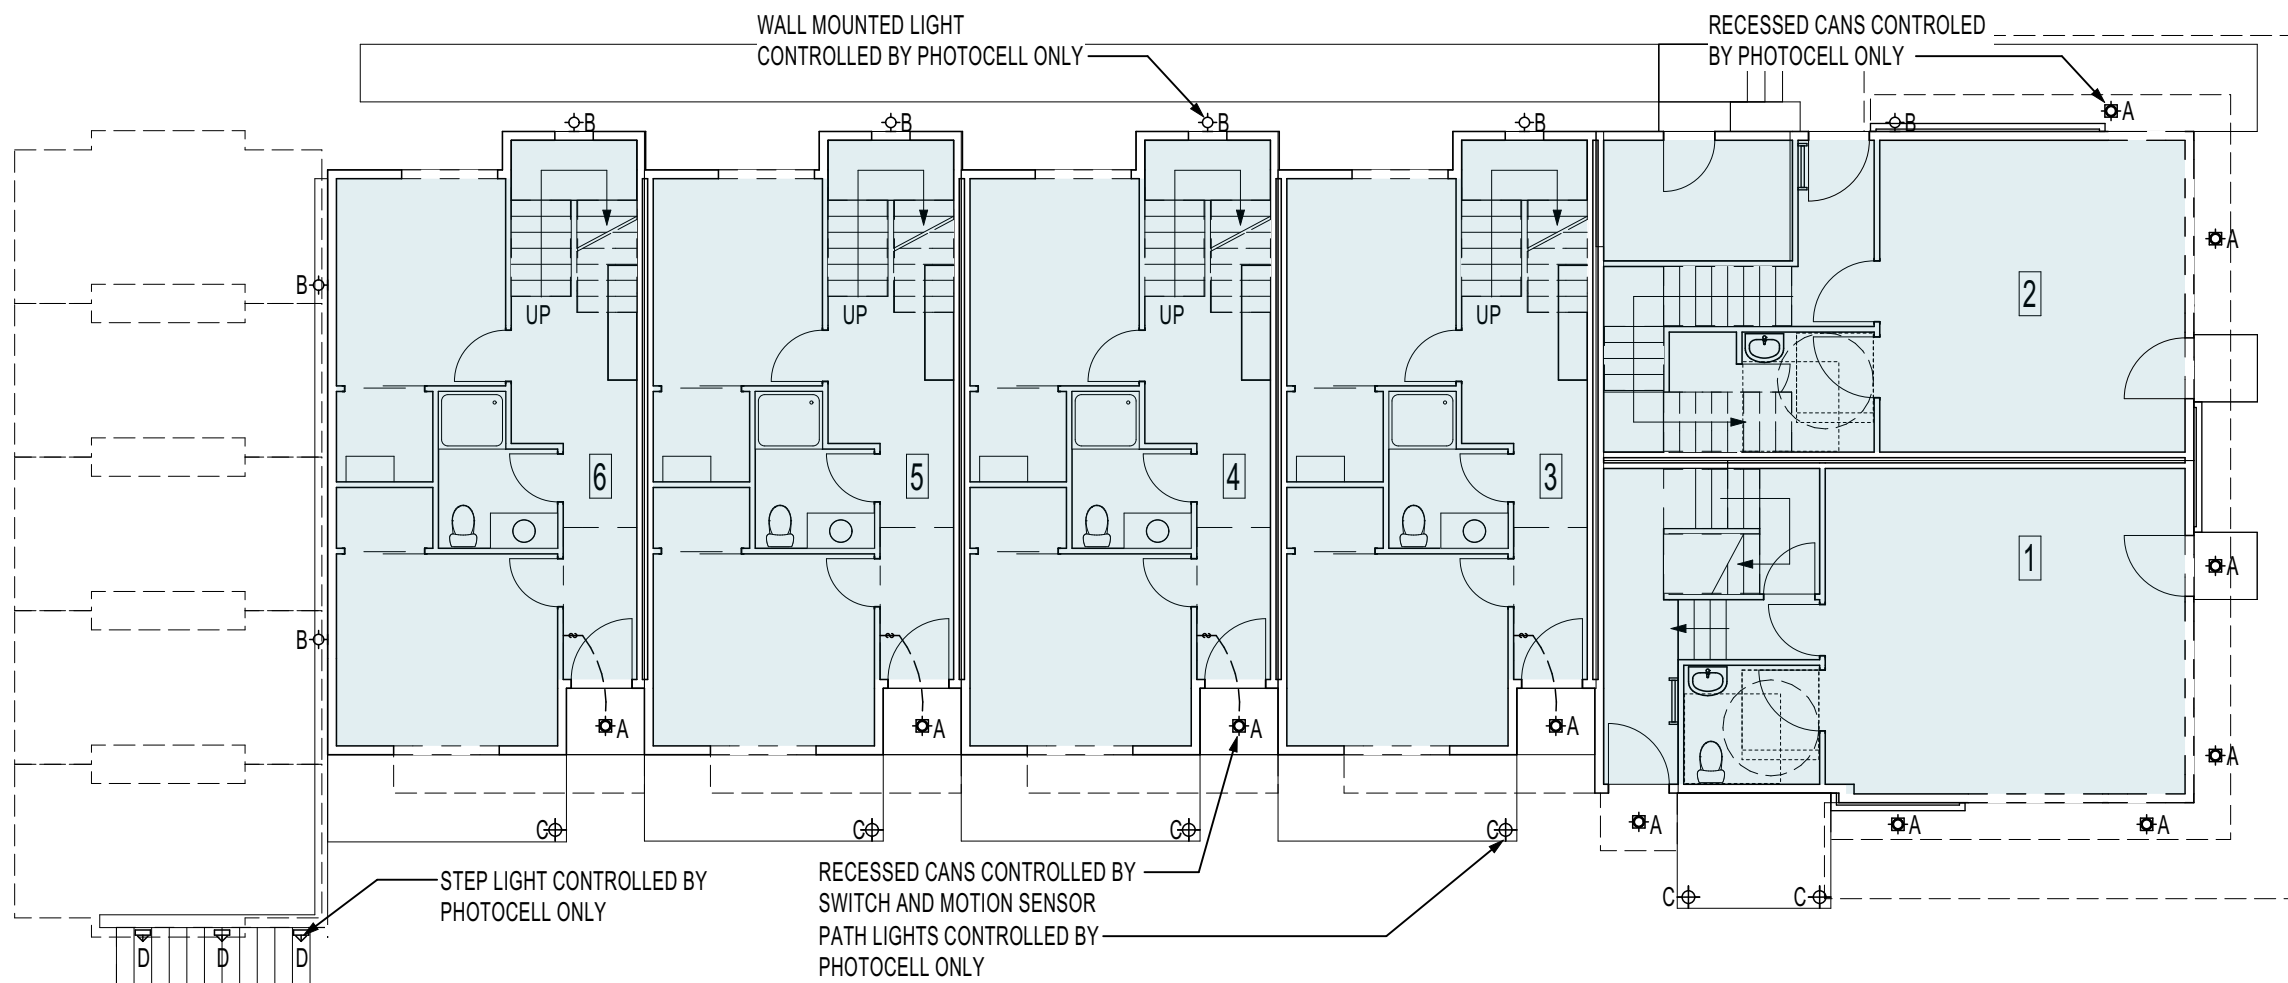 WALL MOUNTED LIGHT
CONTROLLED BY PHOTOCELL ONLY
RECESSED CANS CONTROLED
BY PHOTOCELL ONLY
A
B
B
B
B
B
A
B
2
UP
UP
UP
UP
6
5
4
3
1
A
B
A
A
A
A
A
A
C
C
C
C
A
A
A
RECESSED CANS CONTROLLED BY
SWITCH AND MOTION SENSOR
STEP LIGHT CONTROLLED BY
PHOTOCELL ONLY
C
C
PATH LIGHTS CONTROLLED BY
PHOTOCELL ONLY
D
D
D